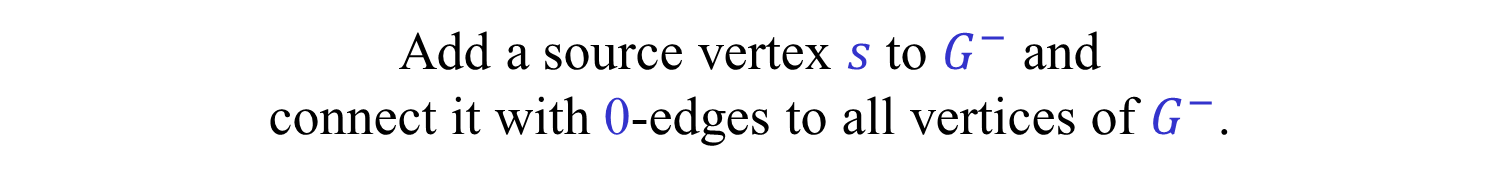 Add a source vertex s to G⁻ and
connect it with 0-edges to all vertices of G⁻.